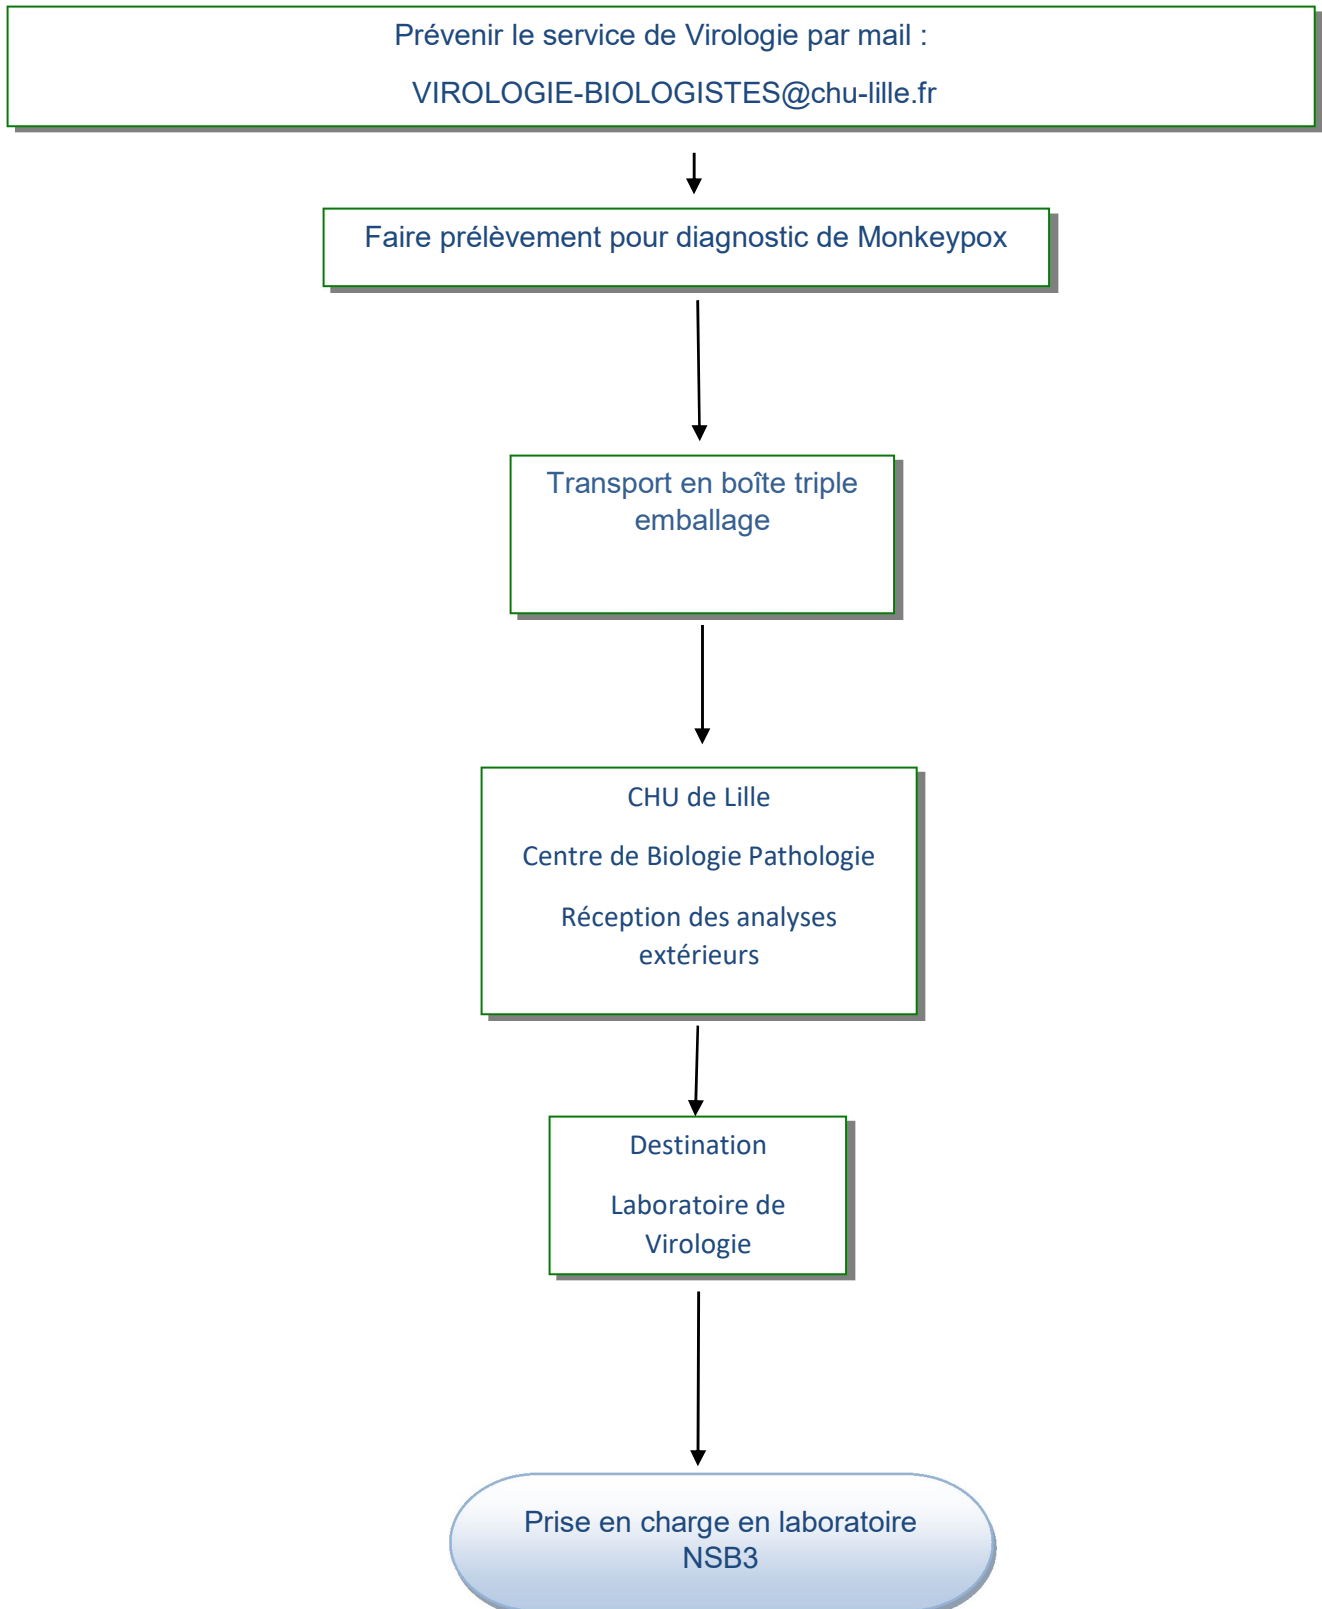 Prévenir le service de Virologie par mail :
VIROLOGIE-BIOLOGISTES@chu-lille.fr
Faire prélèvement pour diagnostic de Monkeypox
Transport en boîte triple
emballage
CHU de Lille
Centre de Biologie Pathologie
Réception des analyses
extérieurs
Destination
Laboratoire de
Virologie
Prise en charge en laboratoire
NSB3